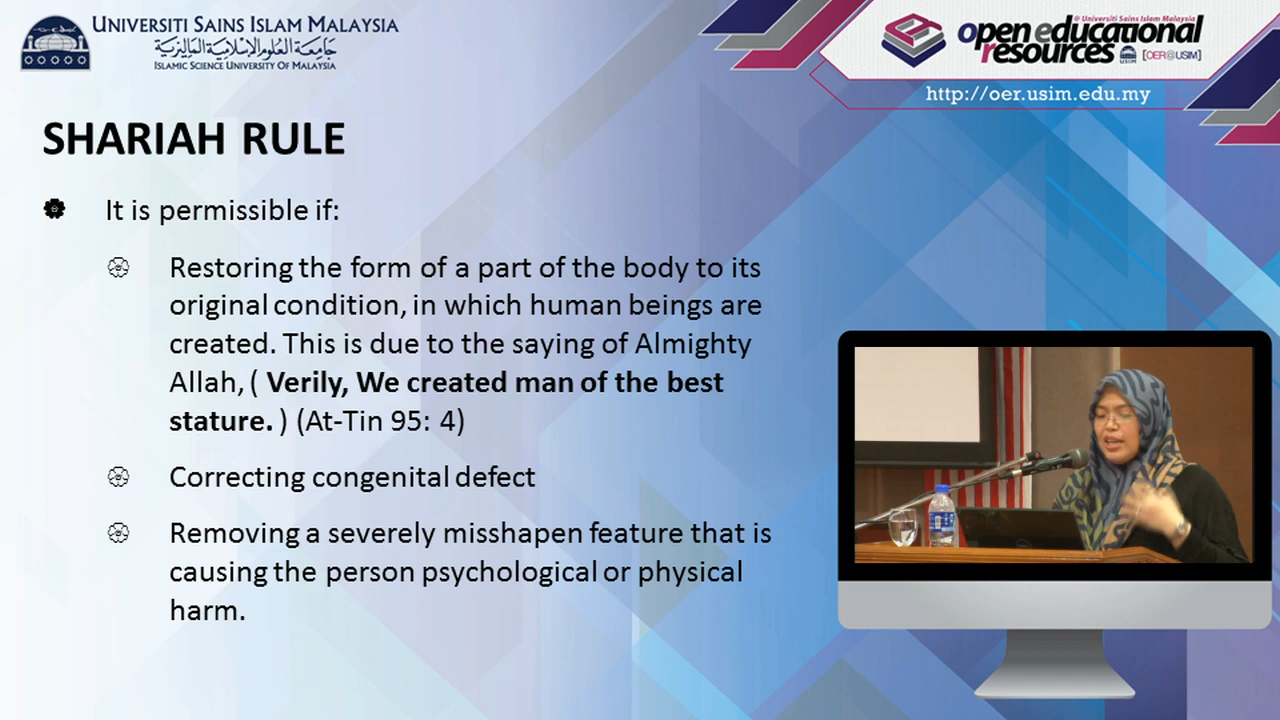 UNIVERSITI SAINS ISLAM MALAYSIA
جامعة العلوم الإسلامية الماليزية
ISLAMIC SCIENCE UNIVERSITY OF MALAYSIA
@ Universiti Sains Islam Malaysia
open educational
resources USIM [OER@USIM]
http://oer.usim.edu.my
SHARIAH RULE
It is permissible if:
Restoring the form of a part of the body to its
original condition, in which human beings are
created. This is due to the saying of Almighty
Allah, ( Verily, We created man of the best
stature. ) (At-Tin 95: 4)
Correcting congenital defect
Removing a severely misshapen feature that is
causing the person psychological or physical
harm.